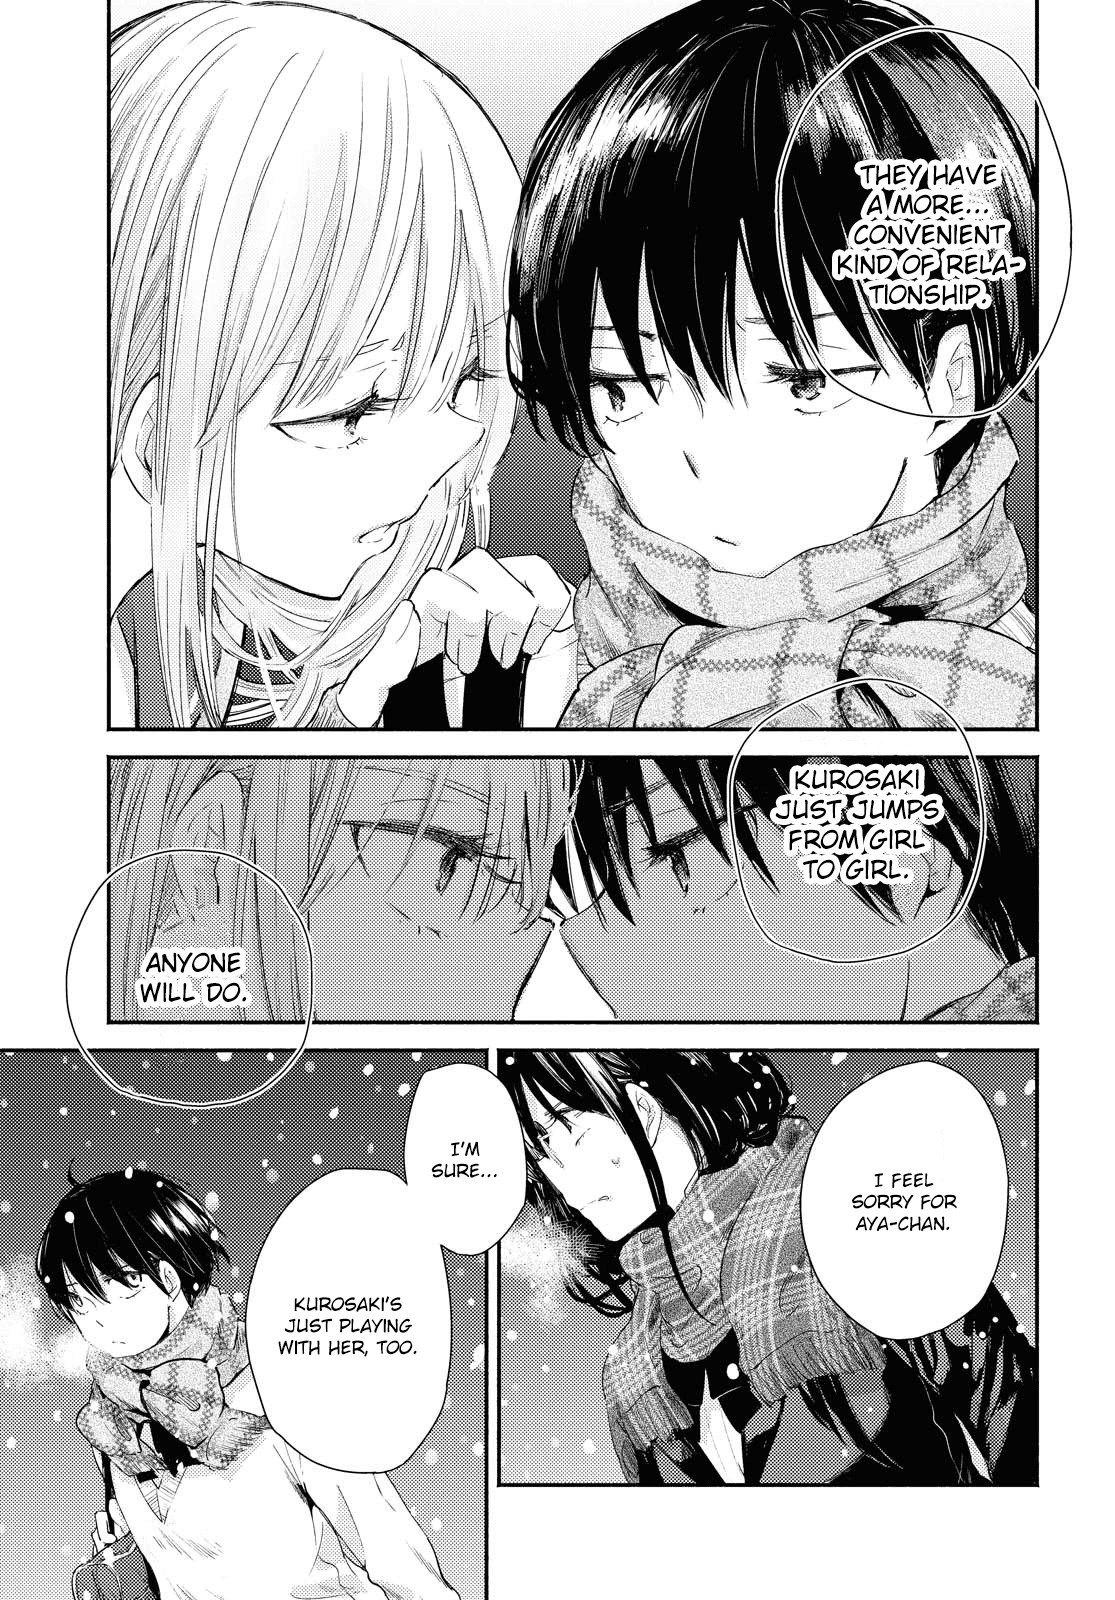 THEY HAVE
A MORE...
CONVENIENT
KIND OF RELA-
TIONSHIP.
KUROSAKI
JUST JUMPS
FROM GIRL
TO GIRL.
ANYONE
WILL DO.
I FEEL
SORRY FOR
AYA-CHAN.
I'M
SURE...
KUROSAKI'S
JUST PLAYING
WITH HER, TOO.